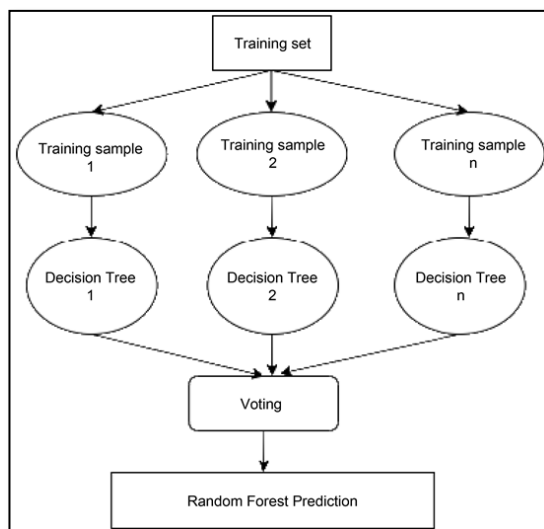 Training set
Training sample
1
Training sample
2
Training sample
n
Decision Tree
1
Decision Tree
2
Decision Tree
n
Voting
Random Forest Prediction